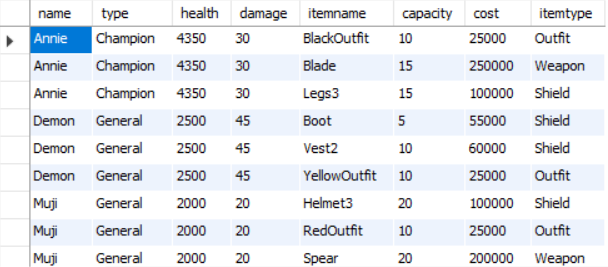 name type health damage itemname capacity cost itemtype
Annie Champion 4350 30 BlackOutfit 10 25000 Outfit
Annie Champion 4350 30 Blade 15 250000 Weapon
Annie Champion 4350 30 Legs3 15 100000 Shield
Demon General 2500 45 Boot 5 55000 Shield
Demon General 2500 45 Vest2 10 60000 Shield
Demon General 2500 45 YellowOutfit 10 25000 Outfit
Muji General 2000 20 Helmet3 20 100000 Shield
Muji General 2000 20 RedOutfit 10 25000 Outfit
Muji General 2000 20 Spear 20 200000 Weapon